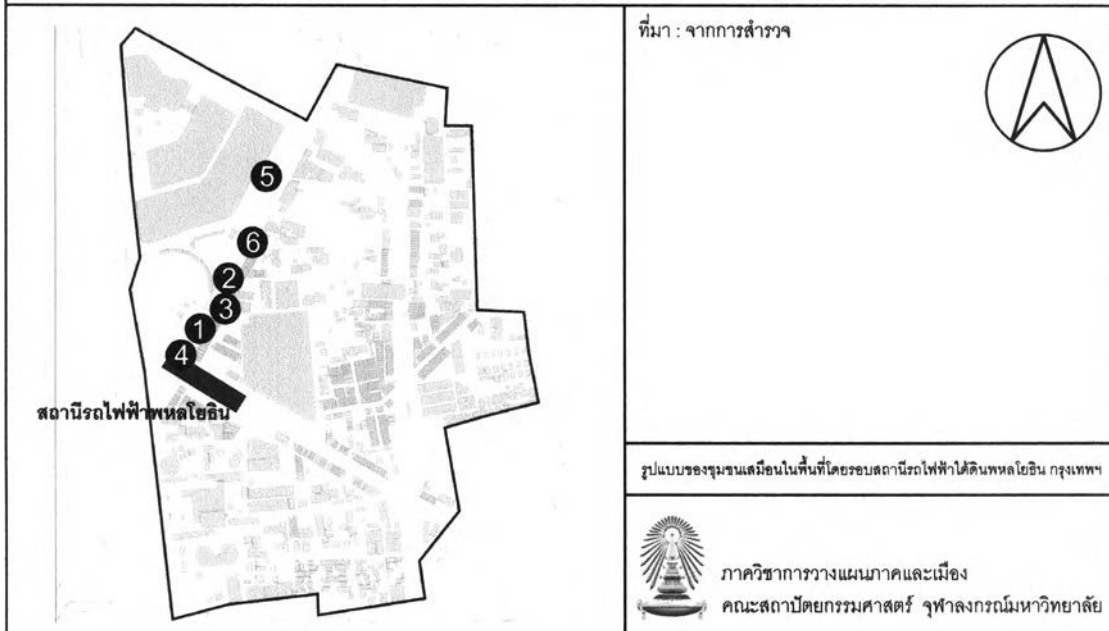 ที่มา : จากการสำรวจ
5
6
2
3
1
4
สถานีรถไฟฟ้าพหลโยธิน
รูปแบบของชุมชนเสมือนในพื้นที่โดยรอบสถานีรถไฟฟ้าใต้ดินพหลโยธิน กรุงเทพฯ
ภาควิชาการวางแผนภาคและเมือง
คณะสถาปัตยกรรมศาสตร์ จุฬาลงกรณ์มหาวิทยาลัย